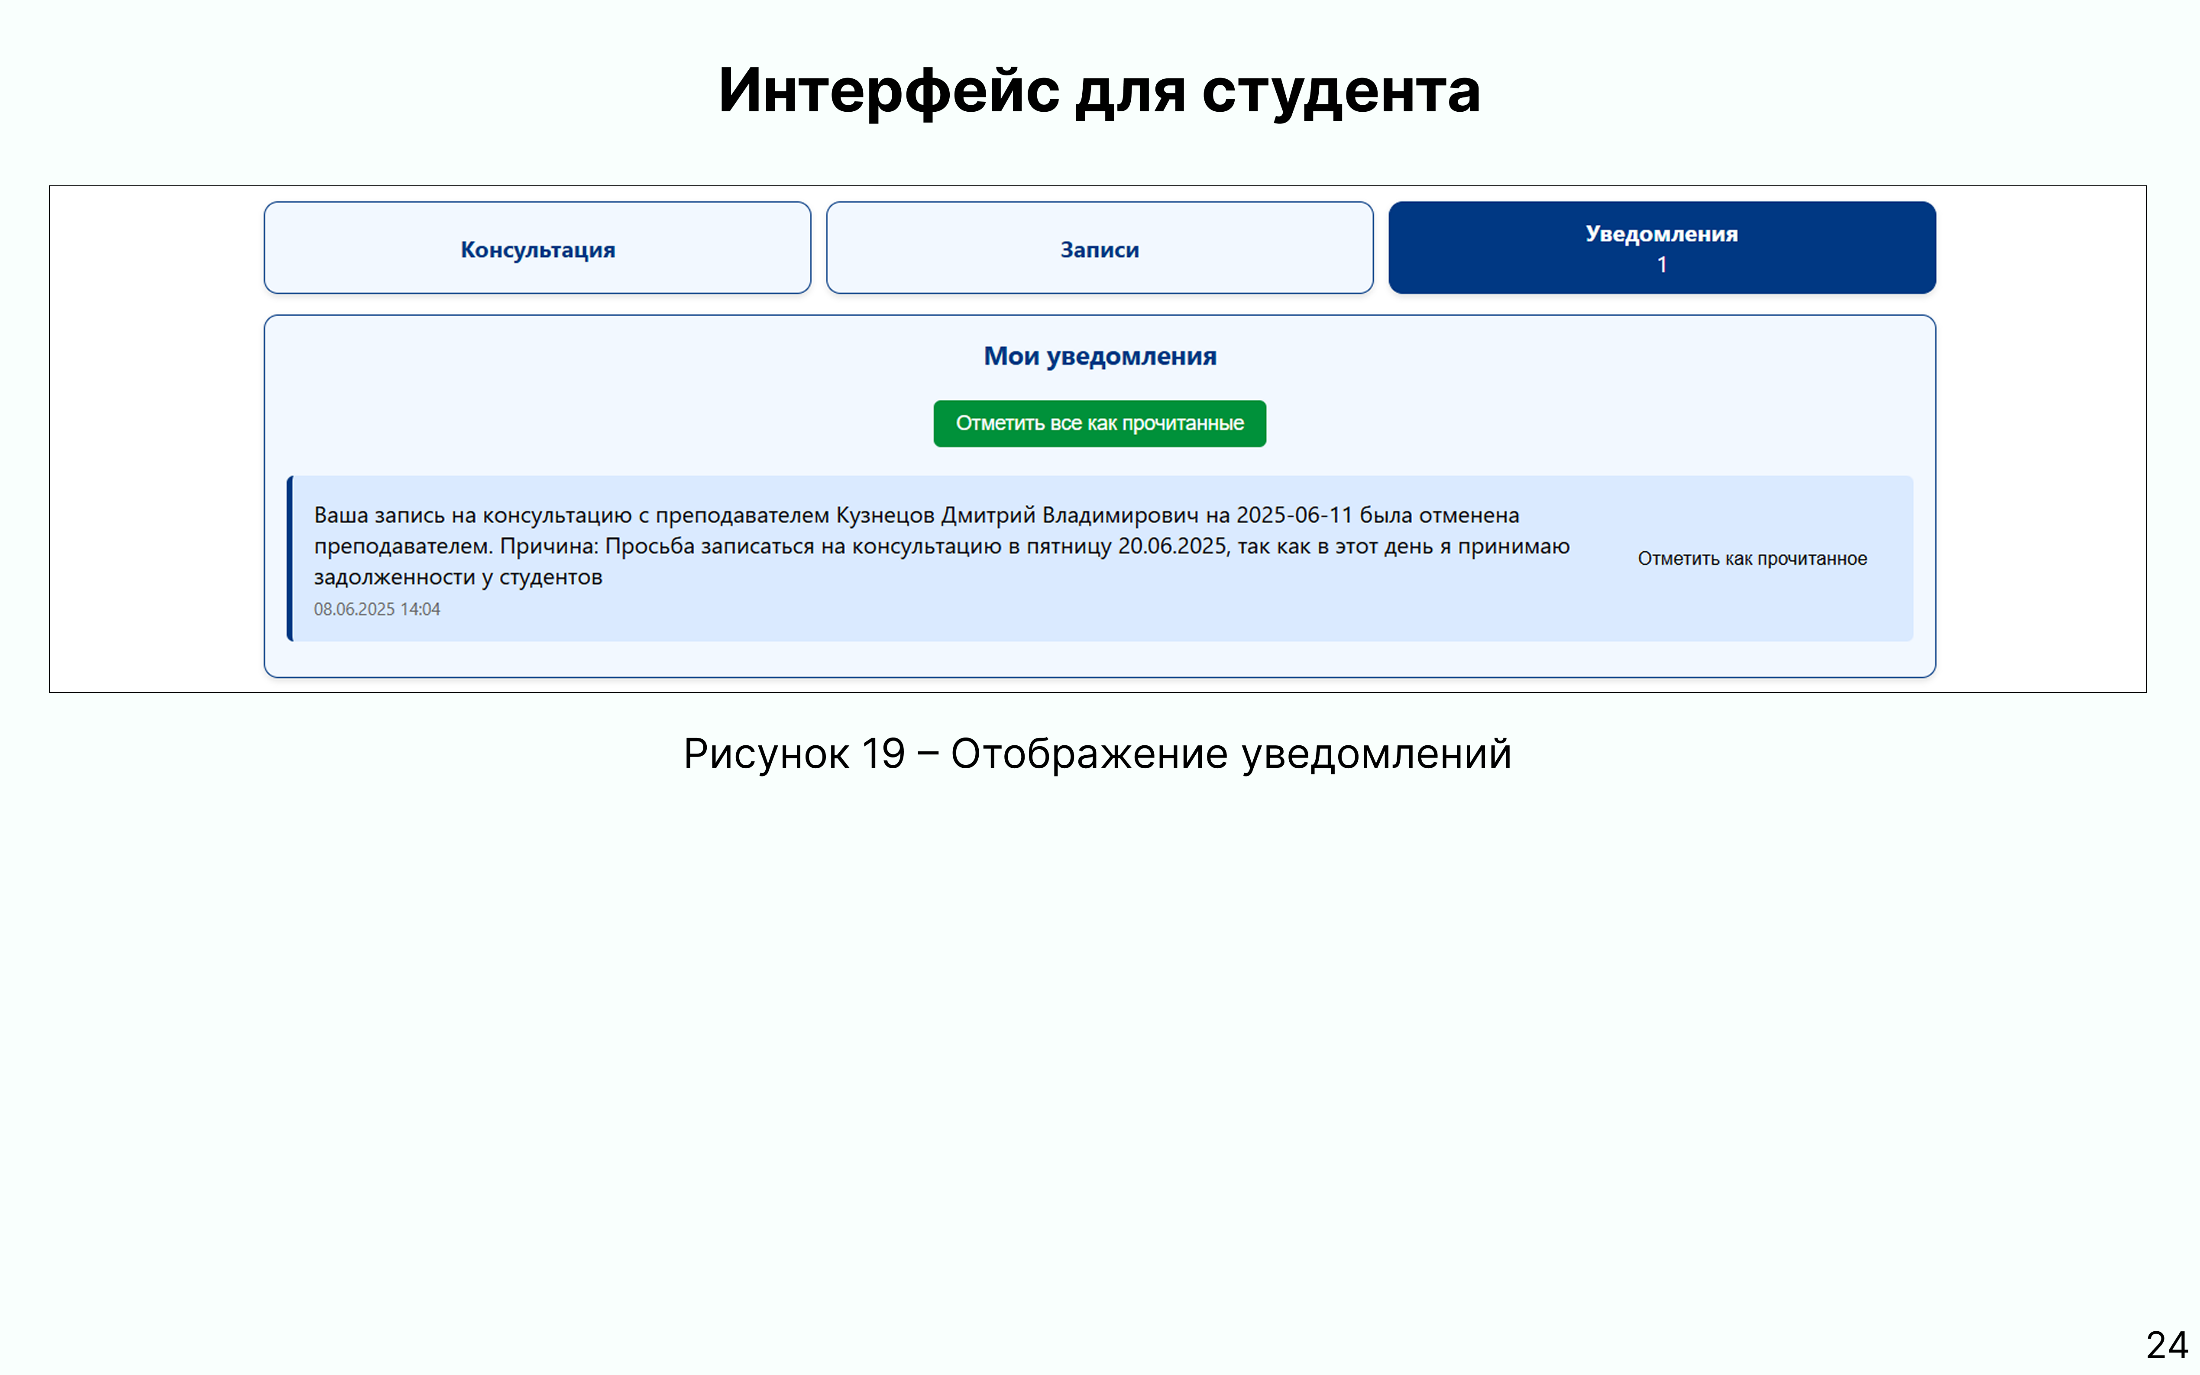 Интерфейс для студента
Консультация
Записи
Уведомления
1
Мои уведомления
Отметить все как прочитанные
Ваша запись на консультацию с преподавателем Кузнецов Дмитрий Владимирович на 2025-06-11 была отменена
преподавателем. Причина: Просьба записаться на консультацию в пятницу 20.06.2025, так как в этот день я принимаю
задолженности у студентов
08.06.2025 14:04
Отметить как прочитанное
Рисунок 19 – Отображение уведомлений
24